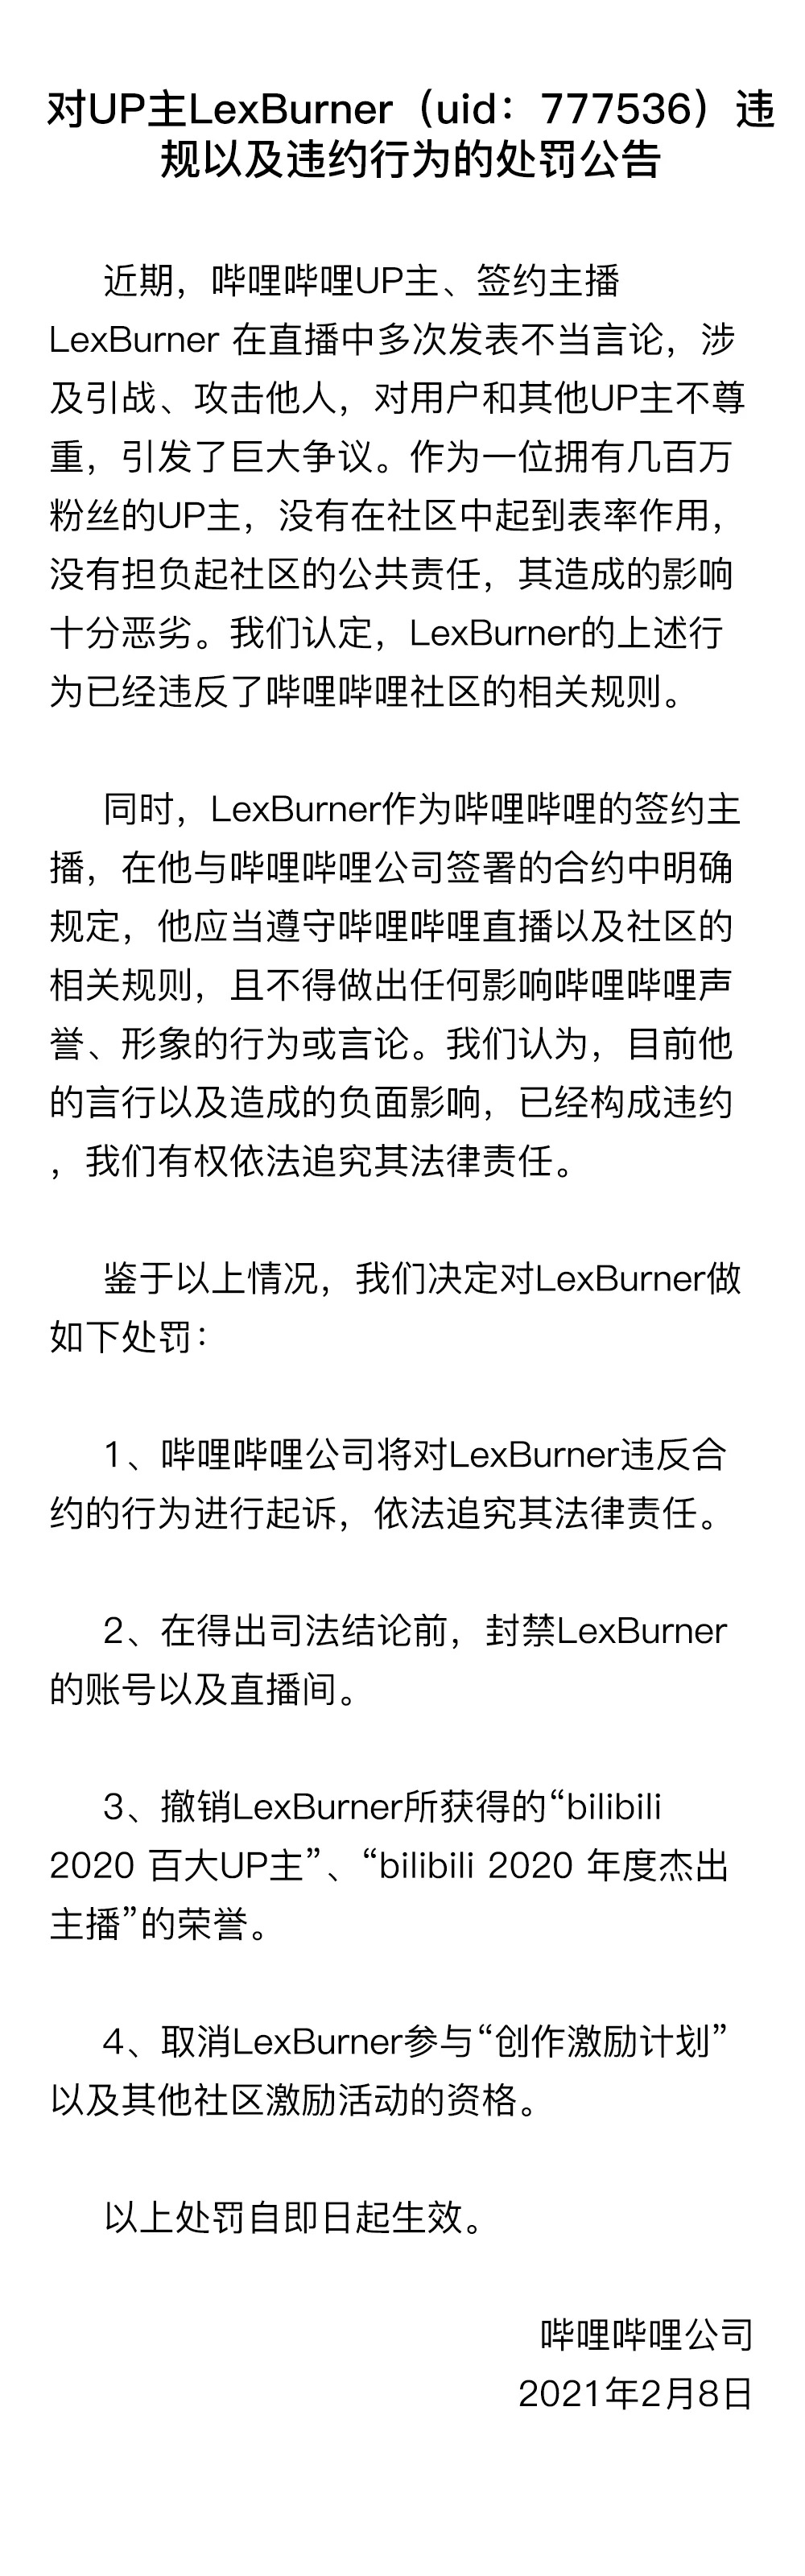 对UP主LexBurner（uid：777536）违
规以及违约行为的处罚公告
近期，哔哩哔哩UP主、签约主播
LexBurner 在直播中多次发表不当言论，涉
及引战、攻击他人，对用户和其他UP主不尊
重，引发了巨大争议。作为一位拥有几百万
粉丝的UP主，没有在社区中起到表率作用，
没有担负起社区的公共责任，其造成的影响
十分恶劣。我们认定，LexBurner的上述行
为已经违反了哔哩哔哩社区的相关规则。
同时，LexBurner作为哔哩哔哩的签约主
播，在他与哔哩哔哩公司签署的合约中明确
规定，他应当遵守哔哩哔哩直播以及社区的
相关规则，且不得做出任何影响哔哩哔哩声
誉、形象的行为或言论。我们认为，目前他
的言行以及造成的负面影响，已经构成违约
，我们有权依法追究其法律责任。
鉴于以上情况，我们决定对LexBurner做
如下处罚：
1、哔哩哔哩公司将对LexBurner违反合
约的行为进行起诉，依法追究其法律责任。
2、在得出司法结论前，封禁LexBurner
的账号以及直播间。
3、撤销LexBurner所获得的“bilibili
2020 百大UP主”、“bilibili 2020 年度杰出
主播”的荣誉。
4、取消LexBurner参与“创作激励计划”
以及其他社区激励活动的资格。
以上处罚自即日起生效。
哔哩哔哩公司
2021年2月8日